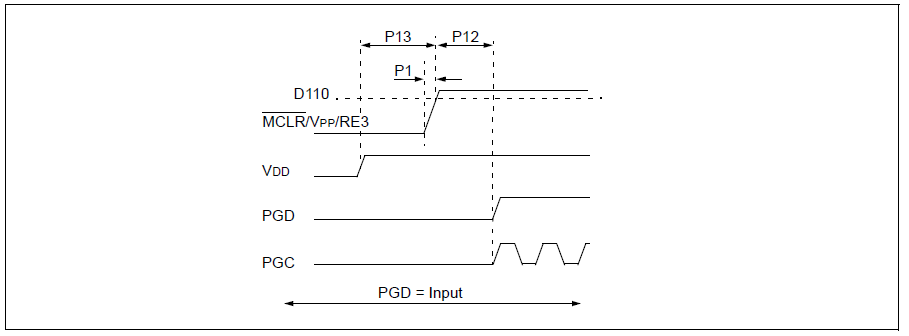 P13 P12
P1
D110
MCLR/VPP/RE3
VDD
PGD
PGC
PGD = Input